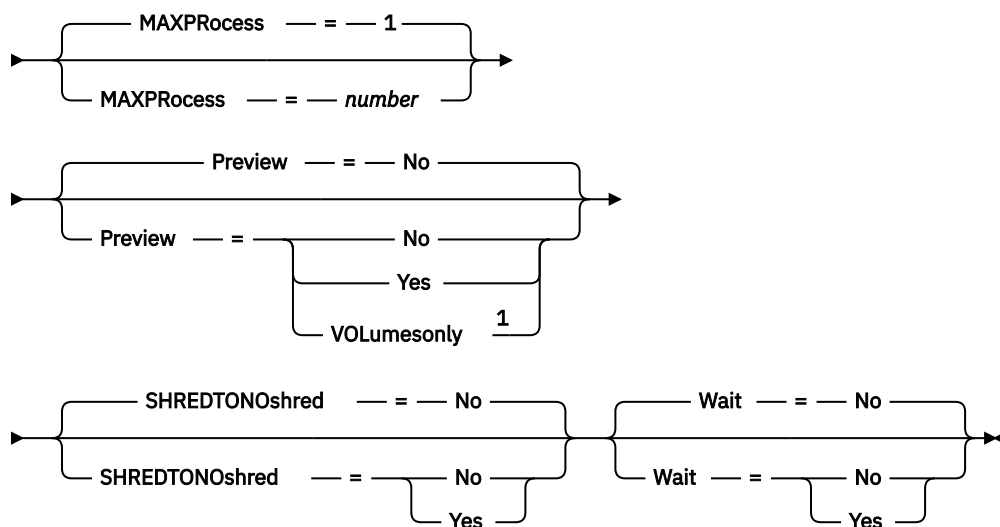 MAXPRocess = 1
MAXPRocess = number
Preview = No
Preview = No
Yes
VOLumesonly 1
SHREDTONOshred = No Wait = No
SHREDTONOshred = No Wait = No
Yes Yes